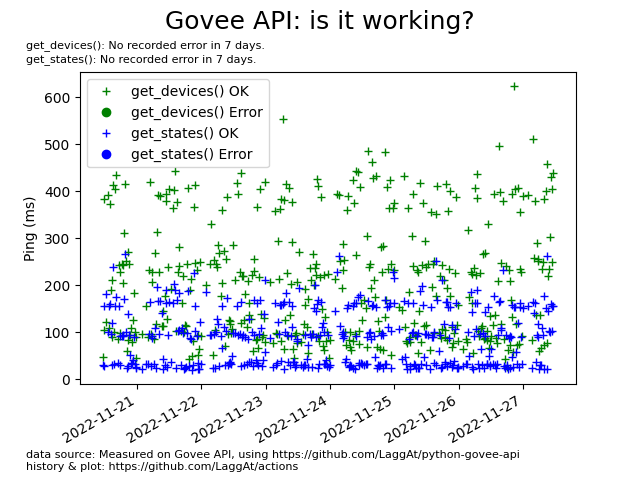 Govee API: is it working?
get_devices(): No recorded error in 7 days.
get_states(): No recorded error in 7 days.
get_devices() OK
get_devices() Error
get_states() OK
get_states() Error
Ping (ms)
600
500
400
300
200
100
0
2022-11-21
2022-11-22
2022-11-23
2022-11-24
2022-11-25
2022-11-26
2022-11-27
data source: Measured on Govee API, using https://github.com/LaggAt/python-govee-api
history & plot: https://github.com/LaggAt/actions